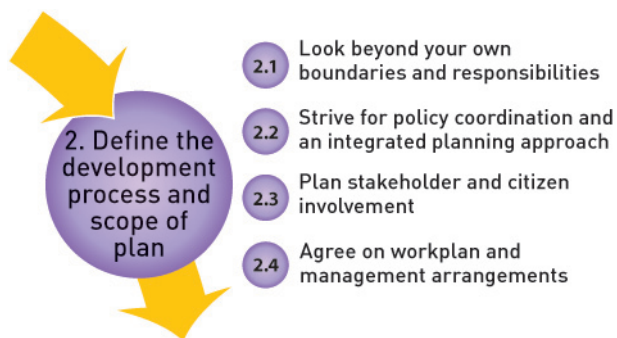 2. Define the
development
process and
scope of
plan
2.1
Look beyond your own
boundaries and responsibilities
2.2
Strive for policy coordination and
an integrated planning approach
2.3
Plan stakeholder and citizen
involvement
2.4
Agree on workplan and
management arrangements